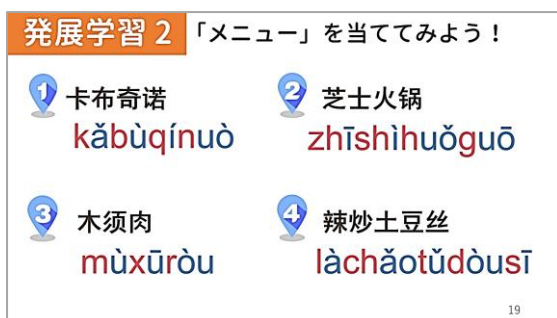 発展学習 2 「メニュー」を当ててみよう！
1 卡布奇诺
kǎbùqínuò
2 芝士火锅
zhīshìhuǒguō
3 木须肉
mùxūròu
4 辣炒土豆丝
làchǎotǔdòusī
19